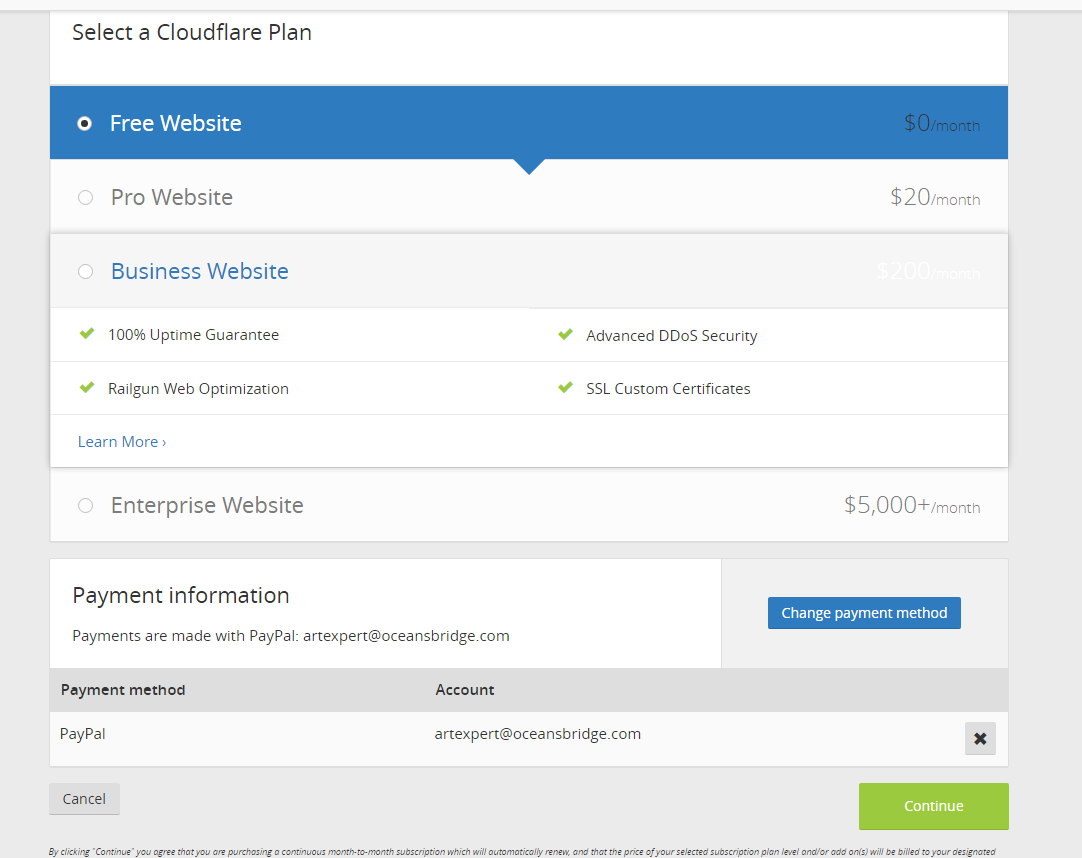 Select a Cloudflare Plan
Free Website $0/month
Pro Website $20/month
Business Website $200/month
100% Uptime Guarantee Advanced DDoS Security
Railgun Web Optimization SSL Custom Certificates
Learn More ›
Enterprise Website $5,000+/month
Payment information
Change payment method
Payments are made with PayPal: artexpert@oceansbridge.com
Payment method Account
PayPal artexpert@oceansbridge.com
Cancel Continue
By clicking "Continue" you agree that you are purchasing a continuous month-to-month subscription which will automatically renew, and that the price of your selected subscription plan level and/or add on(s) will be billed to your designated